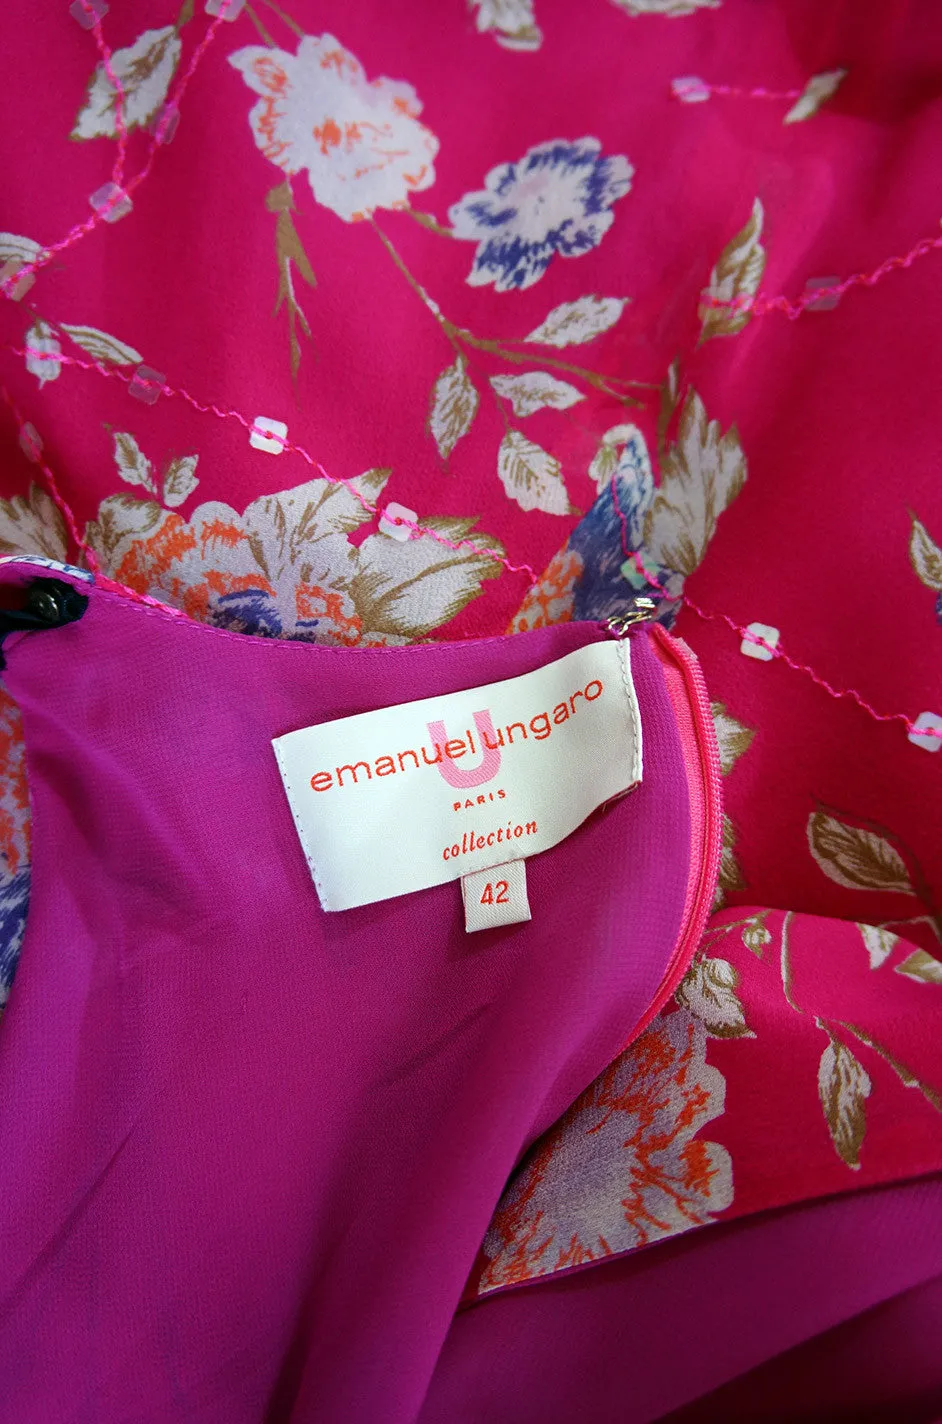 U
emanuel ungaro
PARIS
collection
42